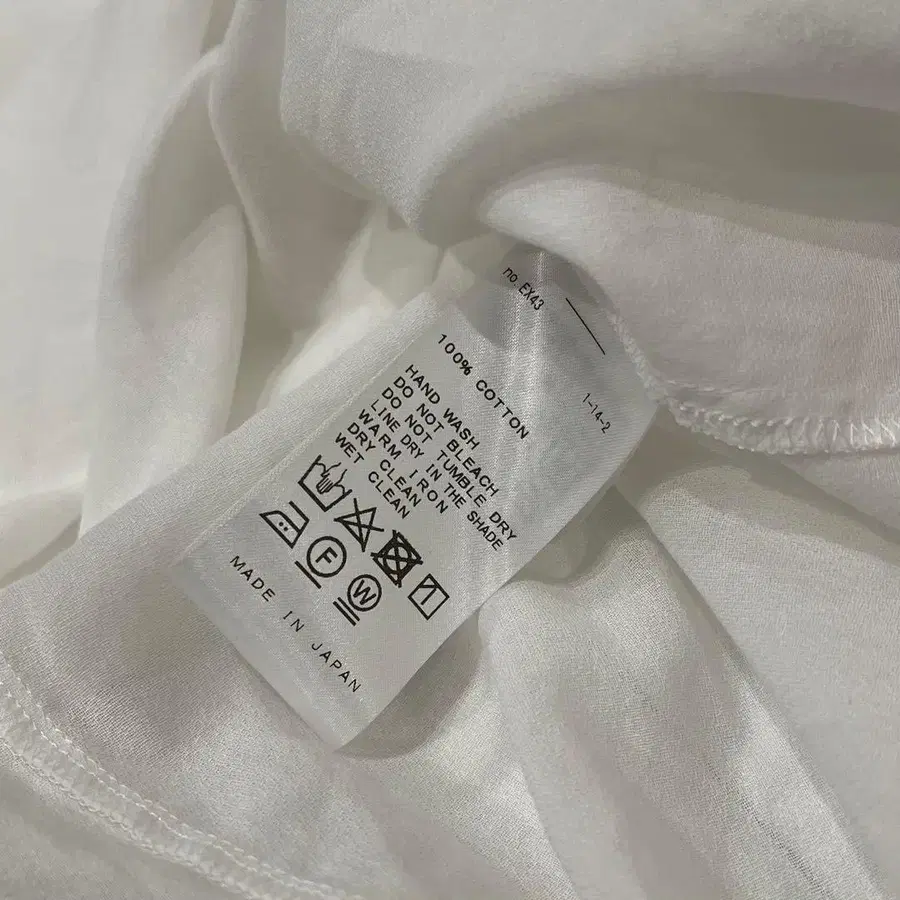 no.EX43
1-14-2
100% COTTON
HAND WASH
DO NOT BLEACH
DO NOT TUMBLE DRY
LINE DRY IN THE SHADE
WARM IRON
DRY CLEAN
WET CLEAN
F
W
MADE IN JAPAN